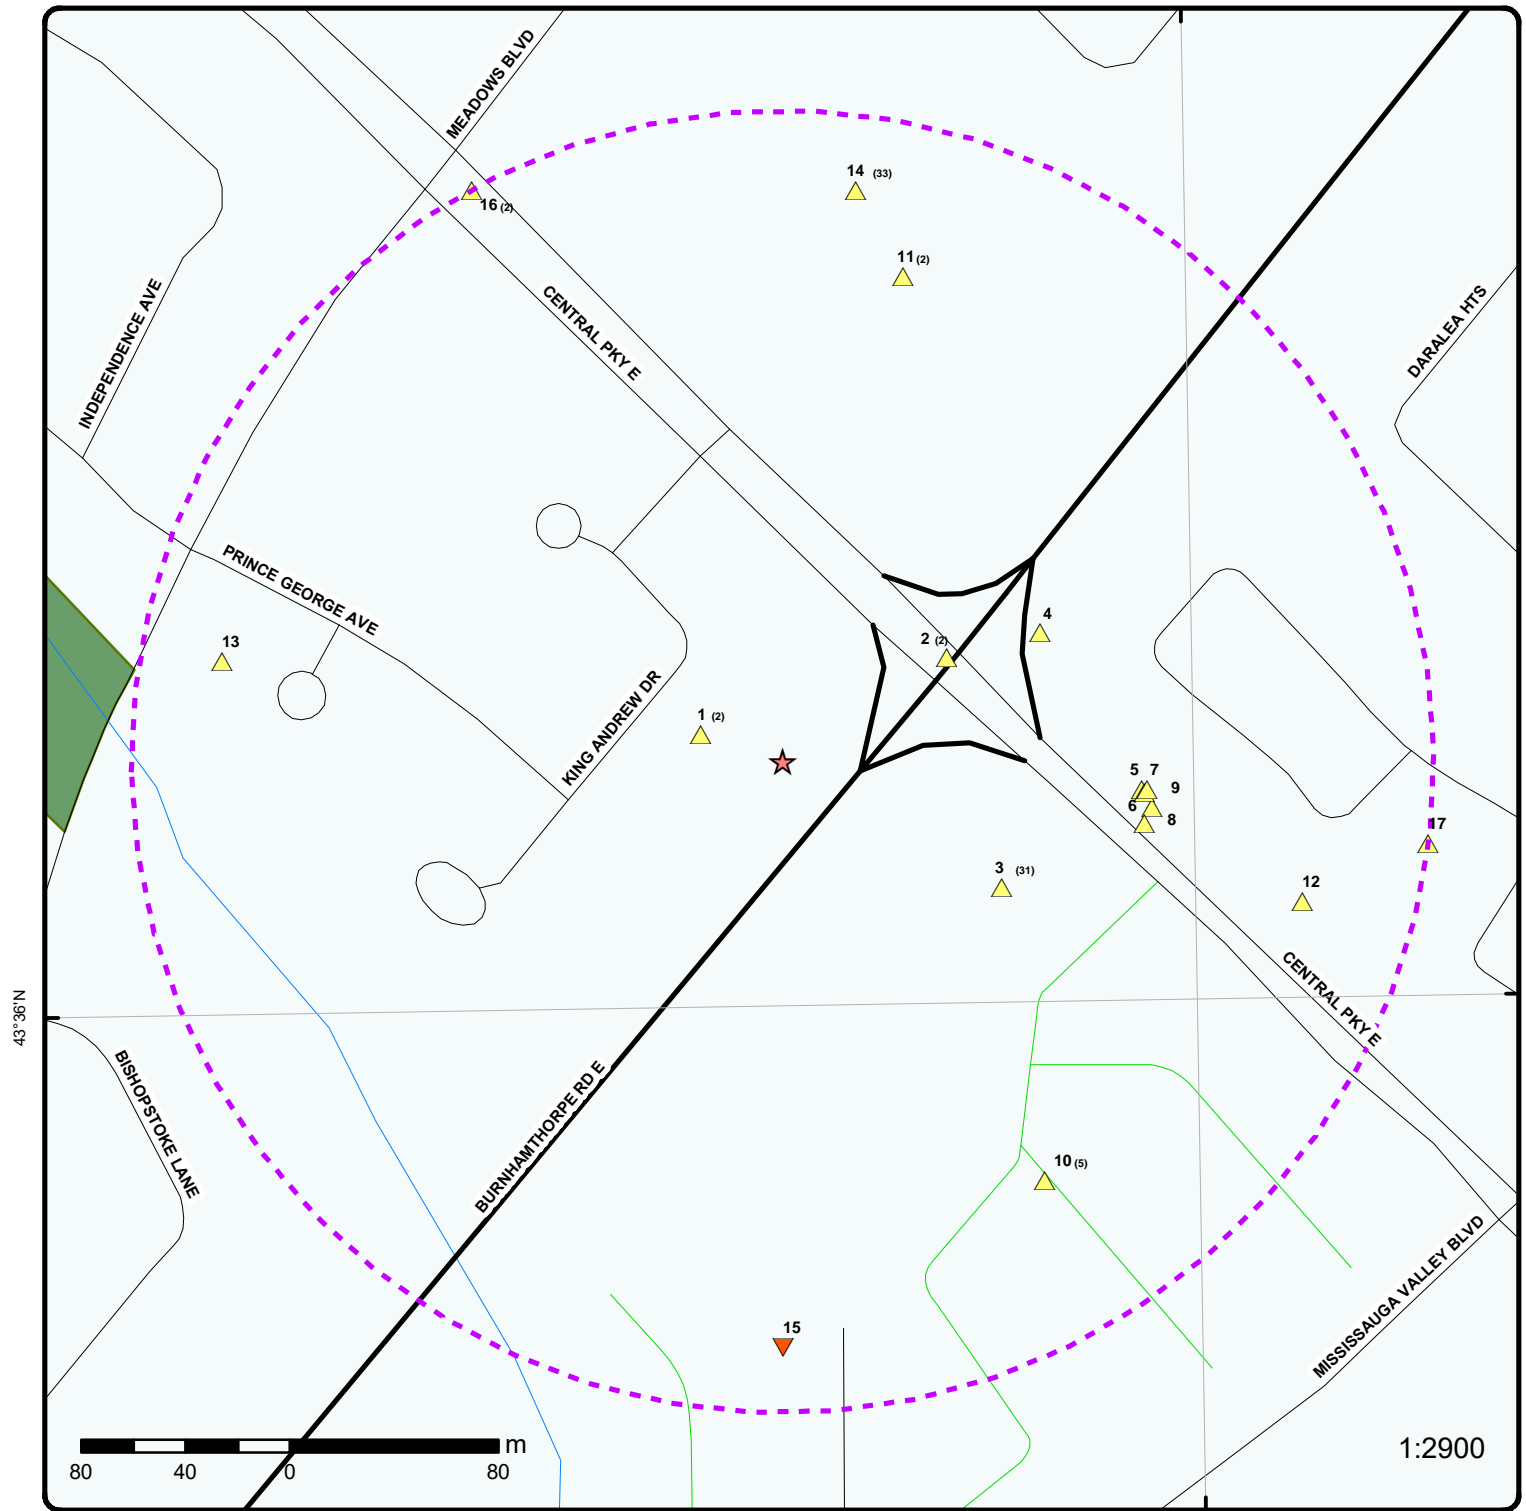 MEADOWS BLVD
14 (33)
16 (2)
11 (2)
CENTRAL PKY E
INDEPENDENCE AVE
DARALEA HTS
PRINCE GEORGE AVE
4
2 (2)
13
KING ANDREW DR
1 (2)
5 7
9
6
8
17
3 (31)
12
CENTRAL PKY E
43°36'N
BISHOPSTOKE LANE
BURNHAMTHORPE RD E
10 (5)
MISSISSAUGA VALLEY BLVD
15
m
80 40 0 80
1:2900